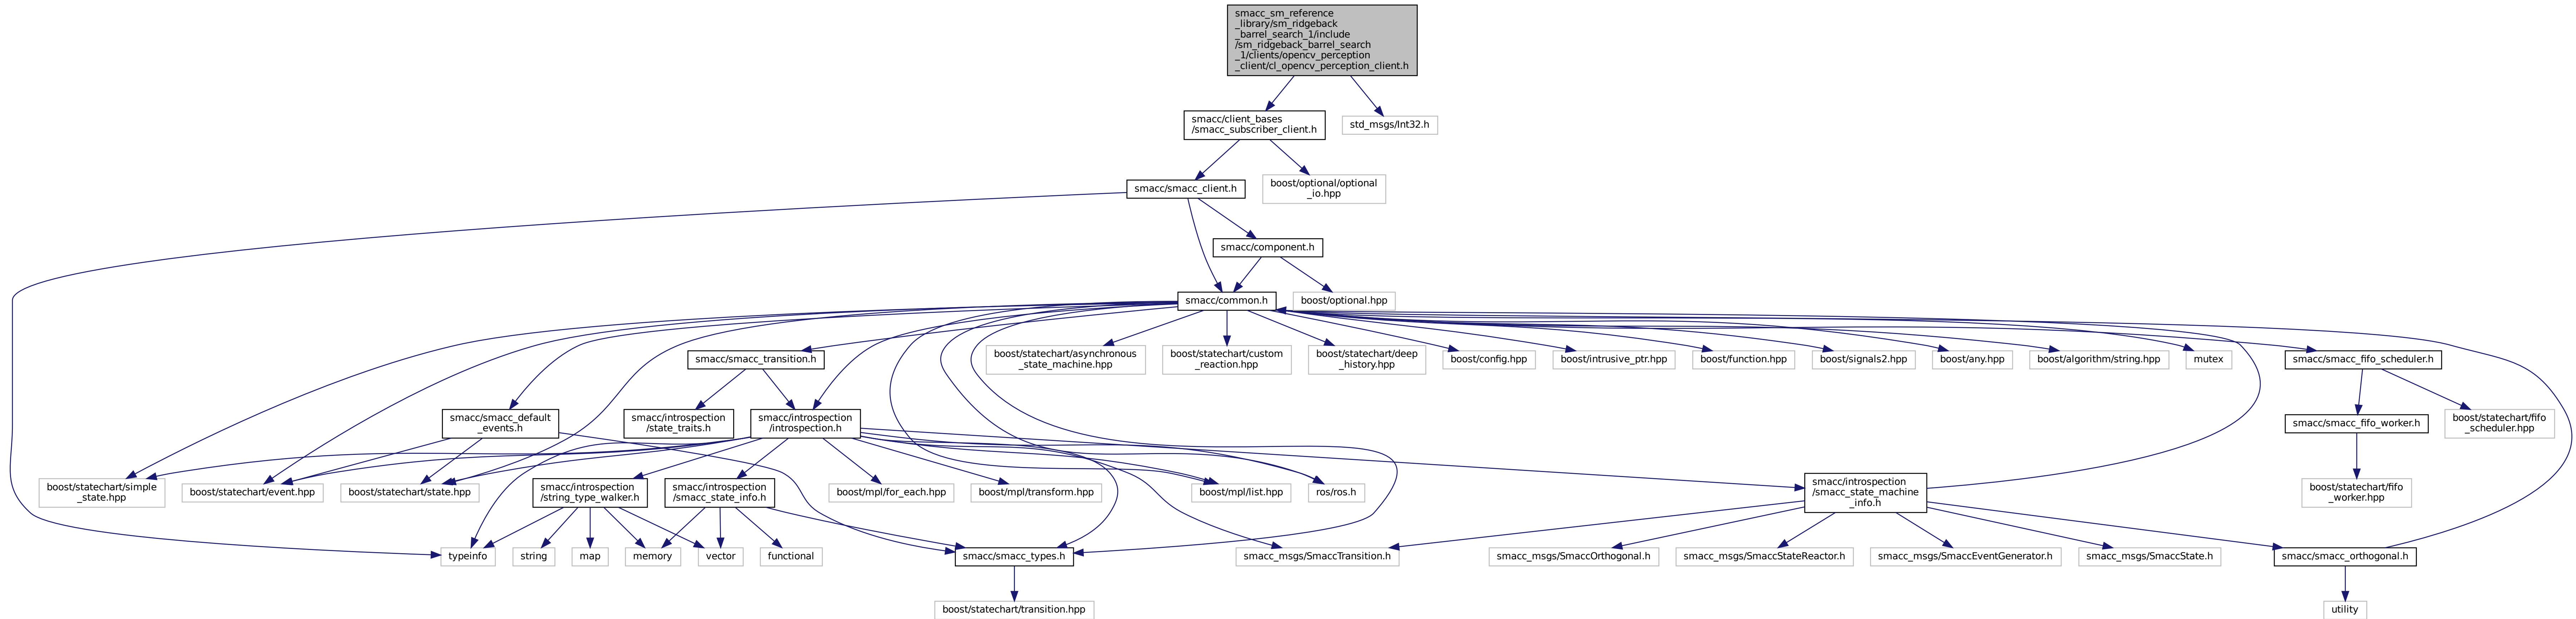 smacc_sm_reference
_library/sm_ridgeback
_barrel_search_1/include
/sm_ridgeback_barrel_search
_1/clients/opencv_perception
_client/cl_opencv_perception_client.h
smacc/client_bases
/smacc_subscriber_client.h
std_msgs/Int32.h
smacc/smacc_client.h
boost/optional/optional
_io.hpp
smacc/component.h
smacc/common.h
boost/optional.hpp
smacc/smacc_transition.h
boost/statechart/asynchronous
_state_machine.hpp
boost/statechart/custom
_reaction.hpp
boost/statechart/deep
_history.hpp
boost/config.hpp
boost/intrusive_ptr.hpp
boost/function.hpp
boost/signals2.hpp
boost/any.hpp
boost/algorithm/string.hpp
mutex
smacc/smacc_fifo_scheduler.h
smacc/smacc_default
_events.h
smacc/introspection
/state_traits.h
smacc/introspection
/introspection.h
smacc/smacc_fifo_worker.h
boost/statechart/fifo
_scheduler.hpp
boost/statechart/simple
_state.hpp
boost/statechart/event.hpp
boost/statechart/state.hpp
smacc/introspection
/string_type_walker.h
smacc/introspection
/smacc_state_info.h
boost/mpl/for_each.hpp
boost/mpl/transform.hpp
boost/mpl/list.hpp
ros/ros.h
smacc/introspection
/smacc_state_machine
_info.h
boost/statechart/fifo
_worker.hpp
typeinfo
string
map
memory
vector
functional
smacc/smacc_types.h
smacc_msgs/SmaccTransition.h
smacc_msgs/SmaccOrthogonal.h
smacc_msgs/SmaccStateReactor.h
smacc_msgs/SmaccEventGenerator.h
smacc_msgs/SmaccState.h
smacc/smacc_orthogonal.h
boost/statechart/transition.hpp
utility